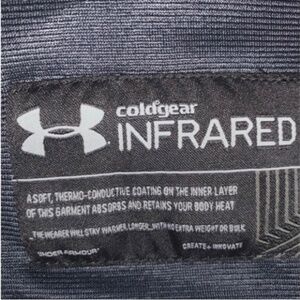 coldgear
INFRARED
A SOFT, THERMO-CONDUCTIVE COATING ON THE INNER LAYER
OF THIS GARMENT ABSORBS AND RETAINS YOUR BODY HEAT
THE WEARER WILL STAY WARMER LONGER, WITH NO EXTRA WEIGHT OR BULK
UNDER ARMOUR CREATE + INNOVATE